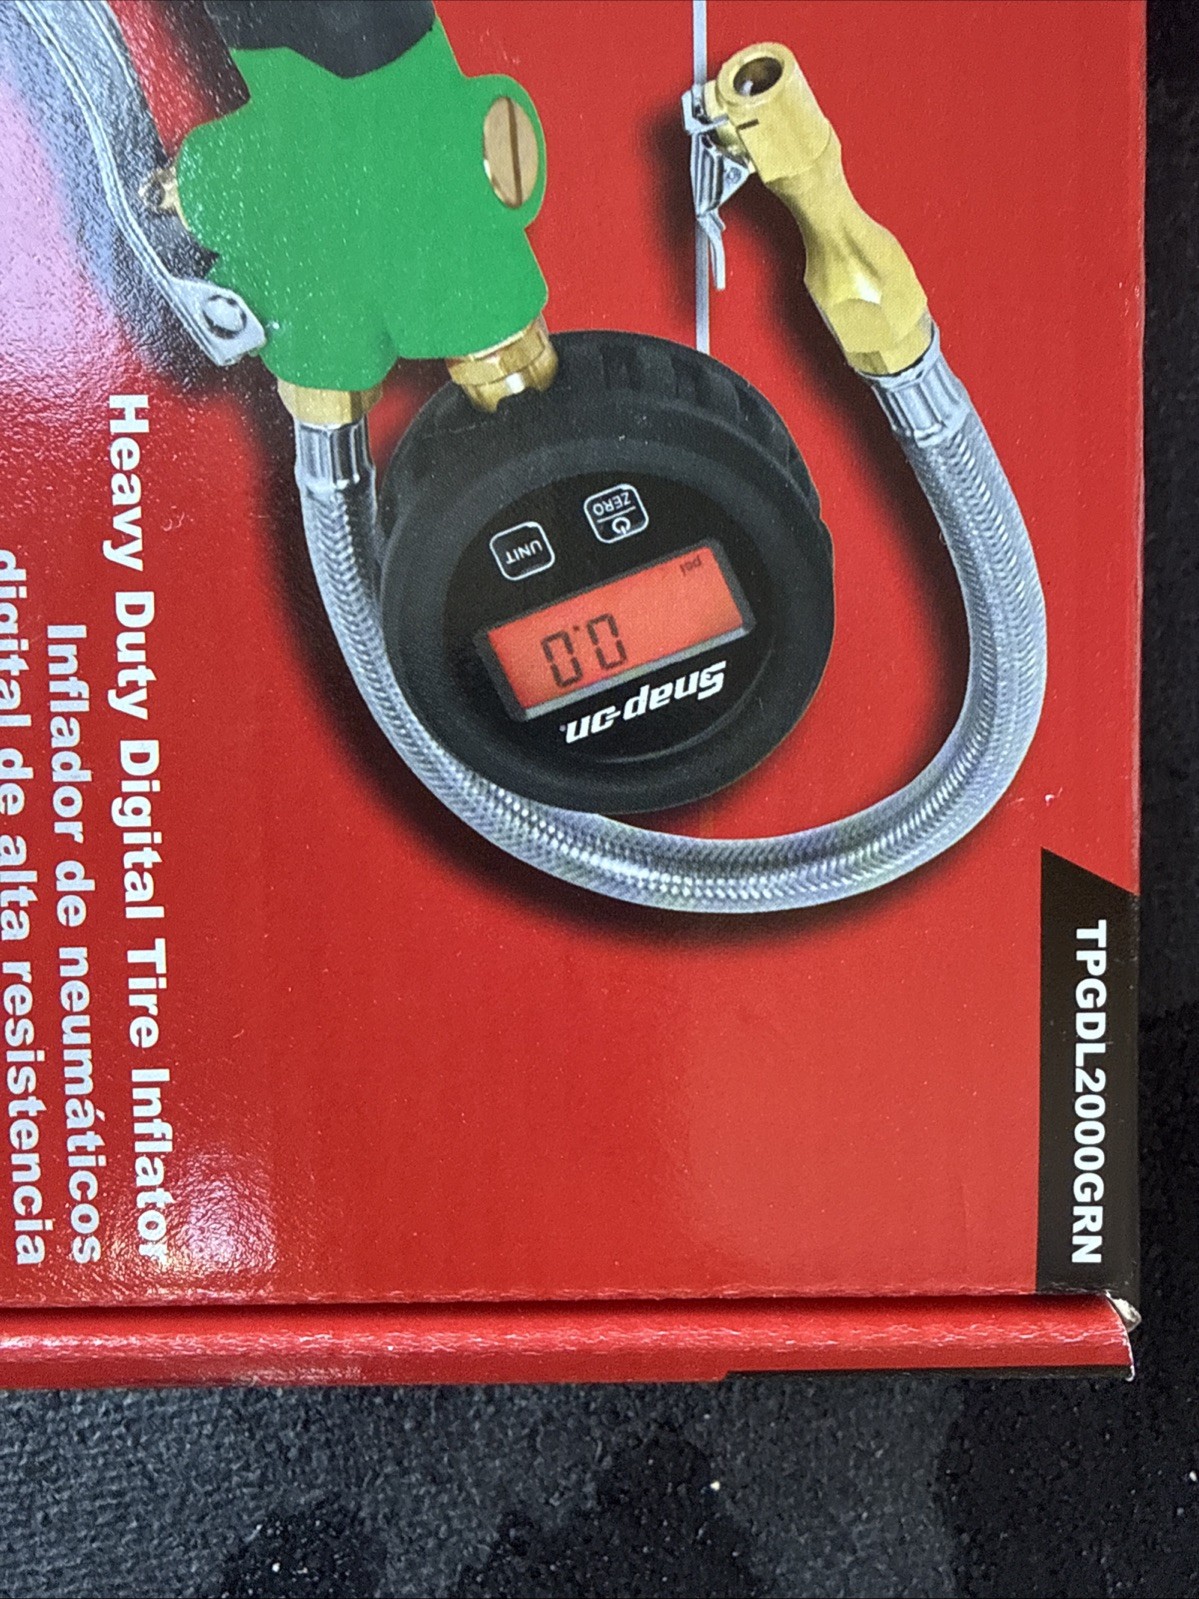 TPGDL2000GRN
ZERO
UNIT
psi
0.0
Snap-on
Heavy Duty Digital Tire Inflator
Inflador de neumáticos
digital de alta resistencia